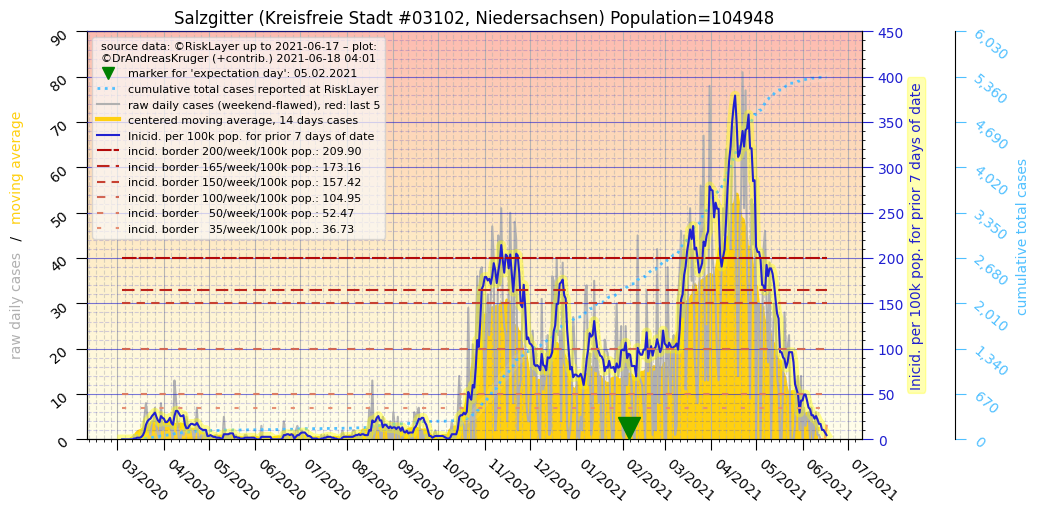 Salzgitter (Kreisfreie Stadt #03102, Niedersachsen) Population=104948
source data: ©RiskLayer up to 2021-06-17 – plot:
©DrAndreasKruger (+contrib.) 2021-06-18 04:01
marker for 'expectation day': 05.02.2021
cumulative total cases reported at RiskLayer
raw daily cases (weekend-flawed), red: last 5
centered moving average, 14 days cases
Inicid. per 100k pop. for prior 7 days of date
incid. border 200/week/100k pop.: 209.90
incid. border 165/week/100k pop.: 173.16
incid. border 150/week/100k pop.: 157.42
incid. border 100/week/100k pop.: 104.95
incid. border   50/week/100k pop.: 52.47
incid. border   35/week/100k pop.: 36.73
raw daily cases   /   moving average
90
80
70
60
50
40
30
20
10
0
03/2020
04/2020
05/2020
06/2020
07/2020
08/2020
09/2020
10/2020
11/2020
12/2020
01/2021
02/2021
03/2021
04/2021
05/2021
06/2021
07/2021
450
400
350
300
250
200
150
100
50
0
Inicid. per 100k pop. for prior 7 days of date
6,030
5,360
4,690
4,020
3,350
2,680
2,010
1,340
670
0
cumulative total cases